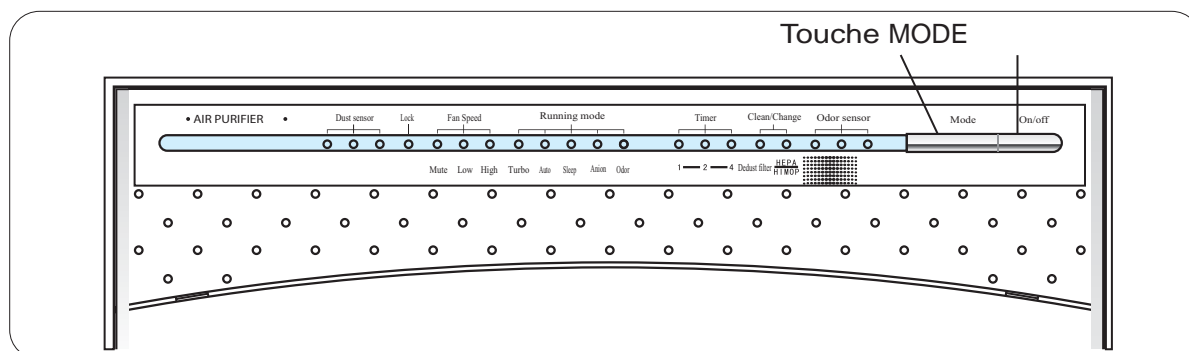 Touche MODE
• AIR PURIFIER • Dust sensor Lock Fan Speed Running mode Timer Clean/Change Odor sensor Mode On/off
Mute Low High Turbo Auto Sleep Anion Odor 1 — 2 — 4 Dedust filter HEPA
HIMOP